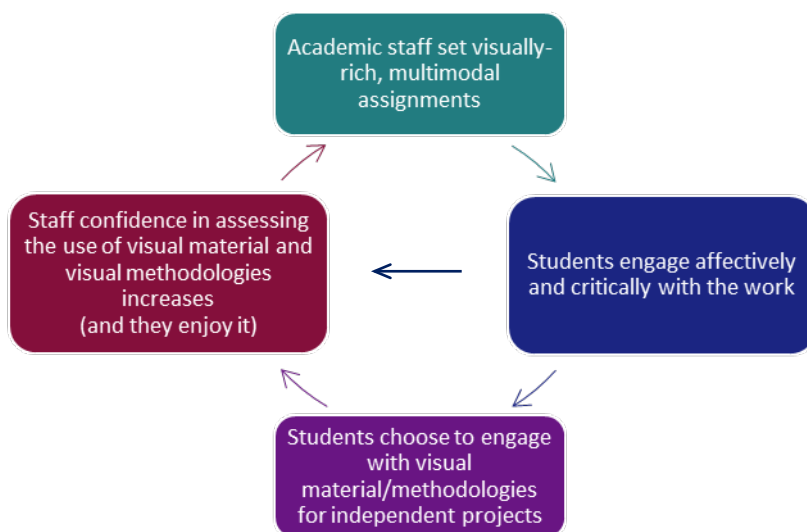 Academic staff set visually-
rich, multimodal
assignments
Staff confidence in assessing
the use of visual material and
visual methodologies
increases
(and they enjoy it)
Students engage affectively
and critically with the work
Students choose to engage
with visual
material/methodologies
for independent projects